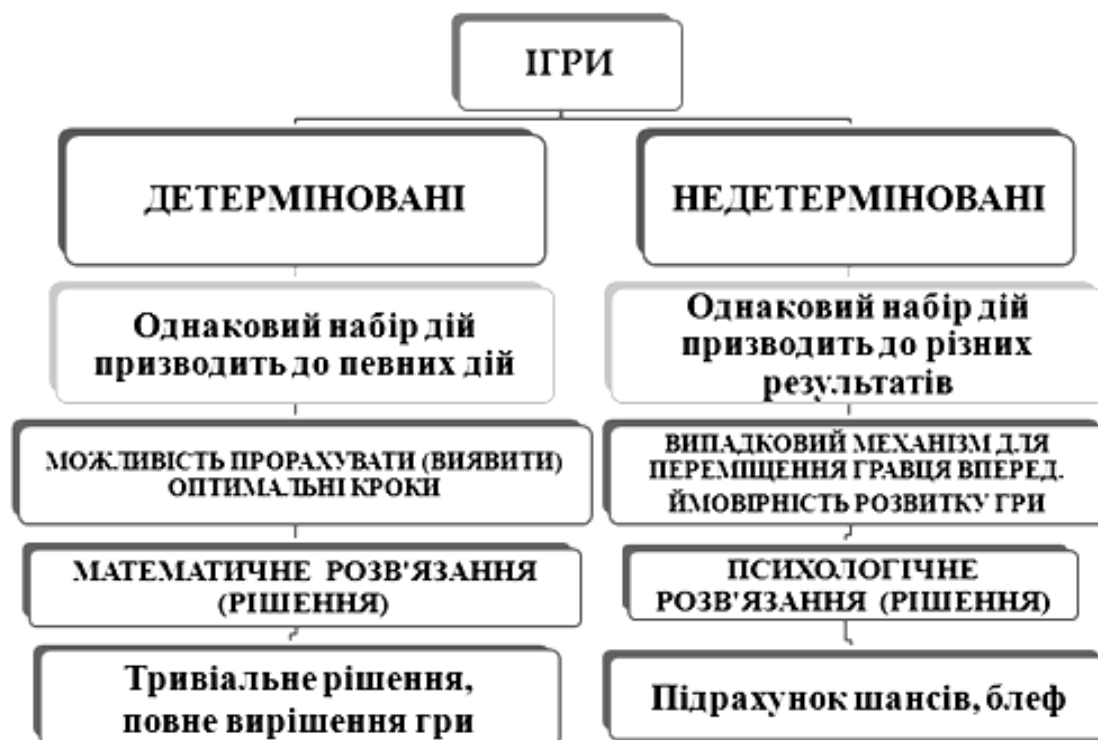 ІГРИ
ДЕТЕРМІНОВАНІ
НЕДЕТЕРМІНОВАНІ
Однаковий набір дій
призводить до певних дій
Однаковий набір дій
призводить до різних
результатів
МОЖЛИВІСТЬ ПРОРАХУВАТИ (ВИЯВИТИ)
ОПТИМАЛЬНІ КРОКИ
ВИПАДКОВИЙ МЕХАНІЗМ ДЛЯ
ПЕРЕМІЩЕННЯ ГРАВЦЯ ВПЕРЕД.
ЙМОВІРНІСТЬ РОЗВИТКУ ГРИ
МАТЕМАТИЧНЕ РОЗВ'ЯЗАННЯ
(РІШЕННЯ)
ПСИХОЛОГІЧНЕ
РОЗВ'ЯЗАННЯ (РІШЕННЯ)
Тривіальне рішення,
повне вирішення гри
Підрахунок шансів, блеф